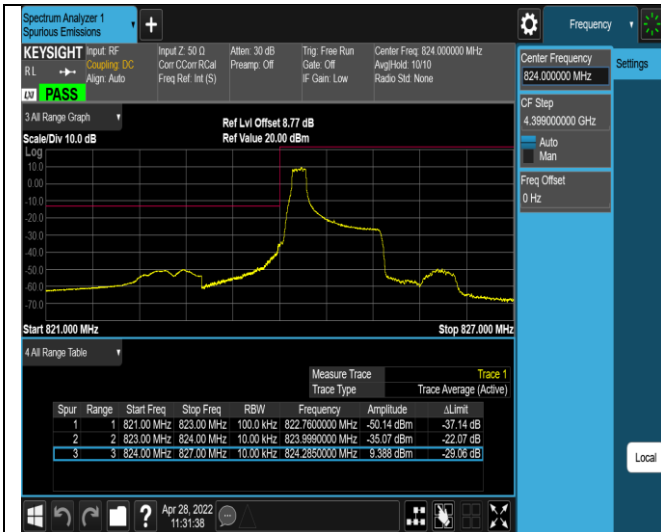 Spectrum Analyzer 1
Spurious Emissions
Frequency
KEYSIGHT
RL
Input: RF
Coupling: DC
Align: Auto
Input Z: 50 Ω
Corr CCorr RCal
Freq Ref: Int (S)
Atten: 30 dB
Preamp: Off
Trig: Free Run
Gate: Off
IF Gain: Low
Center Freq: 824.000000 MHz
Avg|Hold: 10/10
Radio Std: None
LXI PASS
Center Frequency
824.000000 MHz
Settings
CF Step
4.399000000 GHz
Auto
Man
Freq Offset
0 Hz
3 All Range Graph
Ref Lvl Offset 8.77 dB
Scale/Div 10.0 dB Ref Value 20.00 dBm
Log
10.0
0.00
-10.0
-20.0
-30.0
-40.0
-50.0
-60.0
-70.0
Start 821.000 MHz Stop 827.000 MHz
4 All Range Table
Measure Trace Trace 1
Trace Type Trace Average (Active)
Spur Range Start Freq Stop Freq RBW Frequency Amplitude ΔLimit
1 1 821.00 MHz 823.00 MHz 100.0 kHz 822.7600000 MHz -50.14 dBm -37.14 dB
2 2 823.00 MHz 824.00 MHz 10.00 kHz 823.9990000 MHz -35.07 dBm -22.07 dB
3 3 824.00 MHz 827.00 MHz 10.00 kHz 824.2850000 MHz 9.388 dBm -29.06 dB
Local
?
Apr 28, 2022
11:31:38